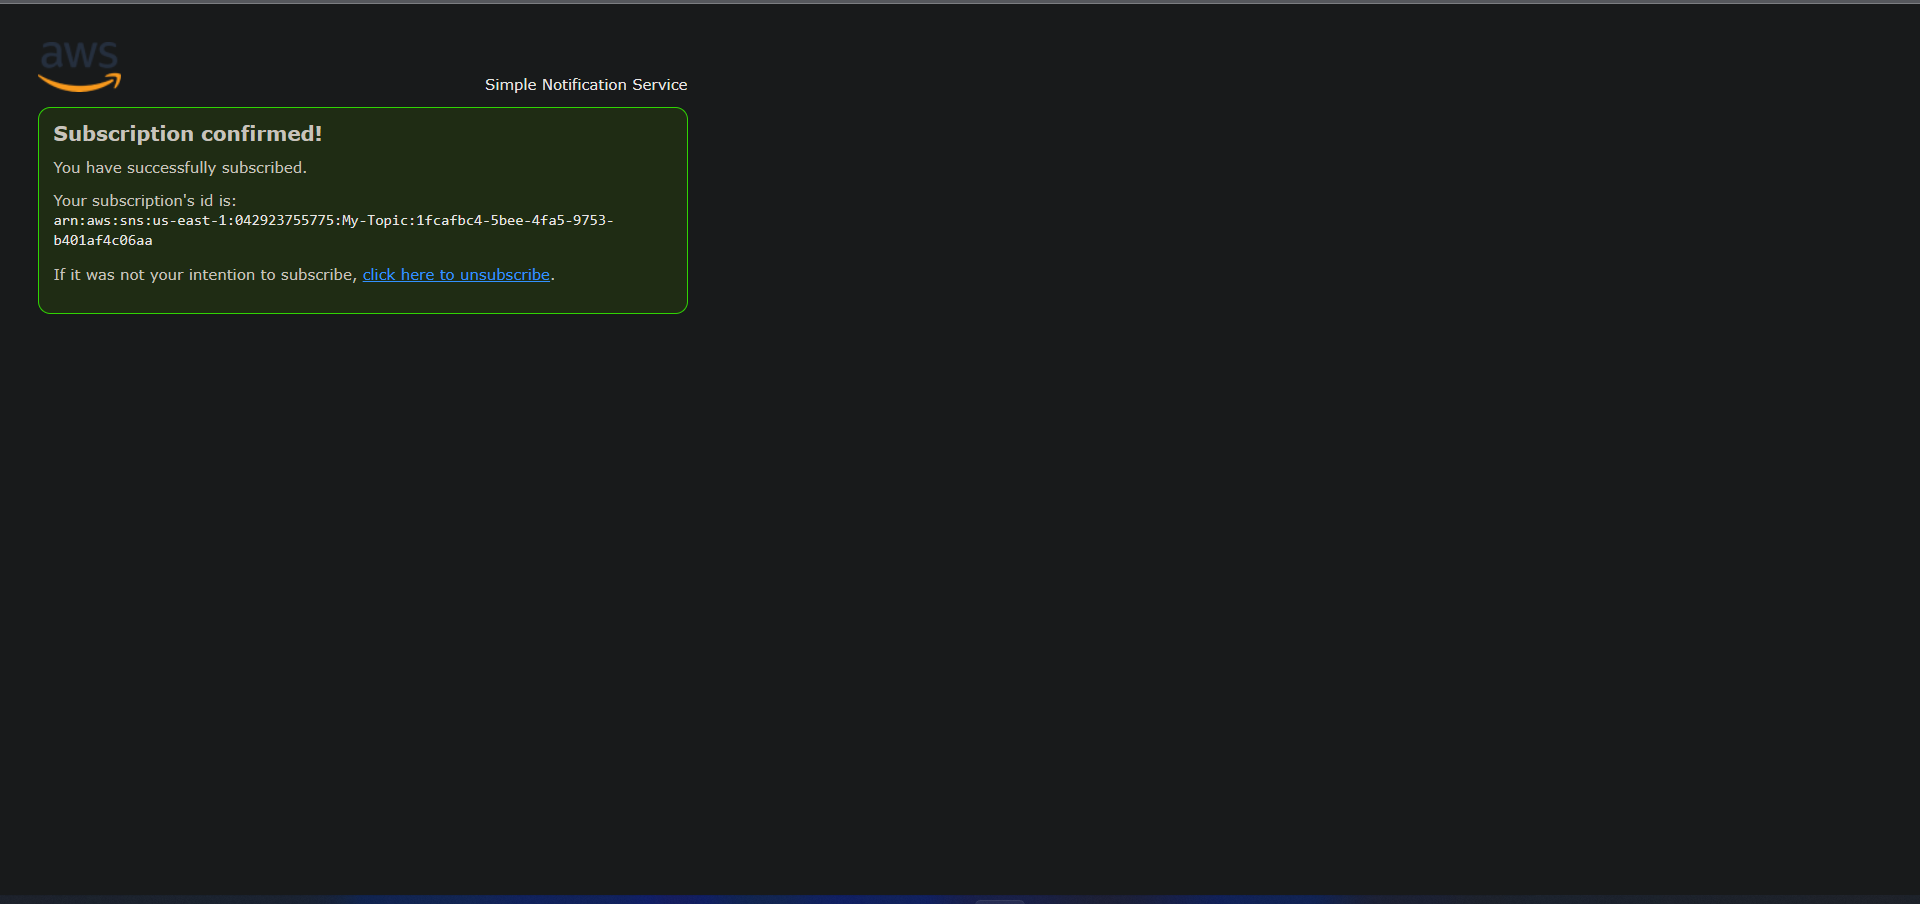 aws
Simple Notification Service
Subscription confirmed!
You have successfully subscribed.
Your subscription's id is:
arn:aws:sns:us-east-1:042923755775:My-Topic:1fcafbc4-5bee-4fa5-9753-
b401af4c06aa
If it was not your intention to subscribe, click here to unsubscribe.